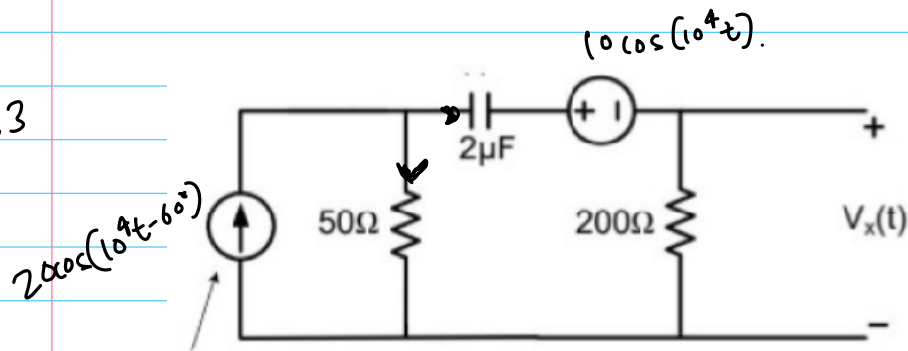 10cos(10⁴t).
.3
+ −
2μF
+
20cos(10⁴t-60°)
50Ω
200Ω
Vₓ(t)
−